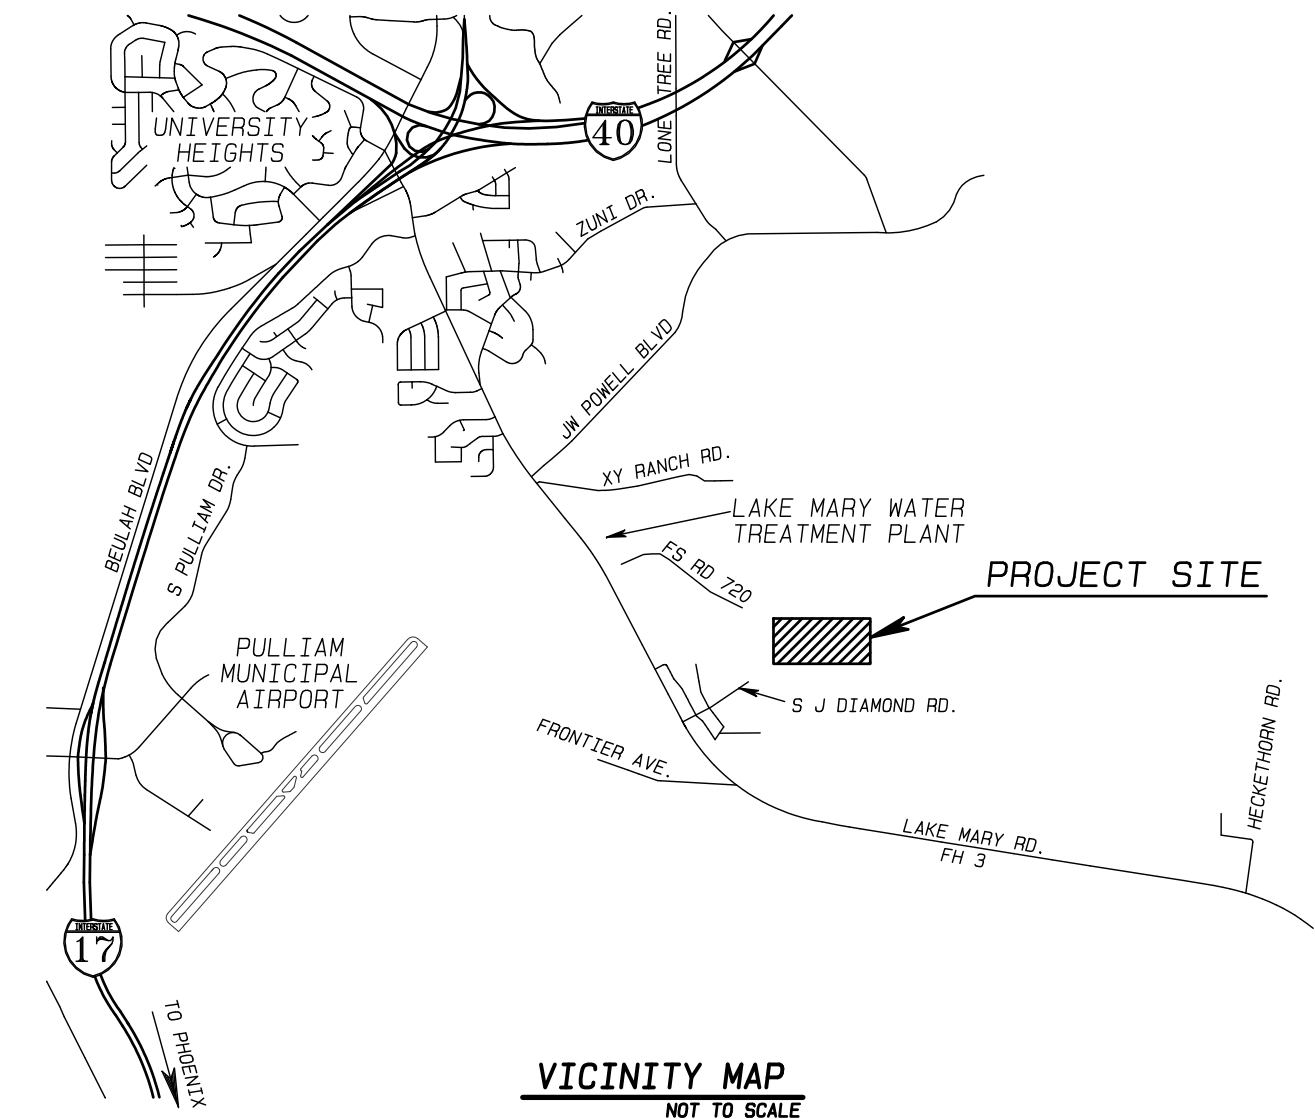 LONE TREE RD.
INTERSTATE
40
UNIVERSITY
HEIGHTS
ZUNI DR.
JW POWELL BLVD
XY RANCH RD.
BEULAH BLVD
S PULLIAM DR.
LAKE MARY WATER
TREATMENT PLANT
FS RD 720
PROJECT SITE
PULLIAM
MUNICIPAL
AIRPORT
S J DIAMOND RD.
FRONTIER AVE.
HECKETHORN RD.
LAKE MARY RD.
FH 3
INTERSTATE
17
TO PHOENIX
VICINITY MAP
NOT TO SCALE